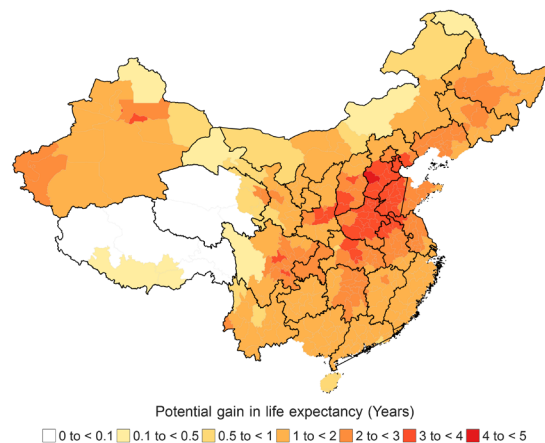 Potential gain in life expectancy (Years)
0 to < 0.1 0.1 to < 0.5 0.5 to < 1 1 to < 2 2 to < 3 3 to < 4 4 to < 5